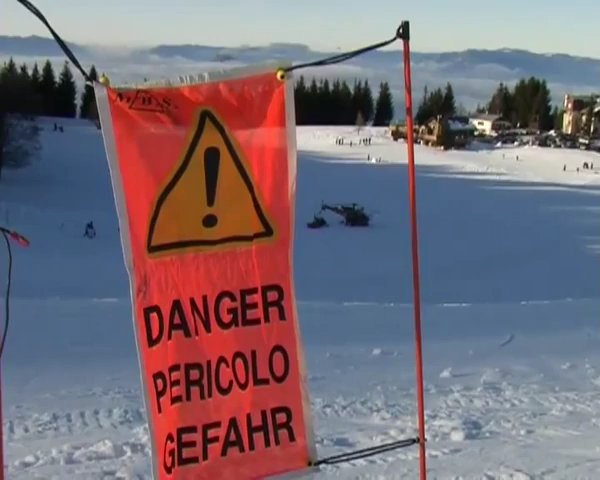 M.B.S.
!
DANGER
PERICOLO
GEFAHR